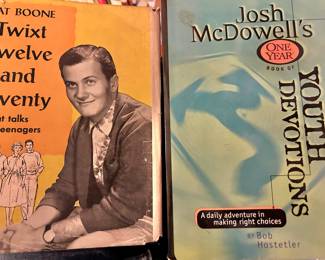 AT BOONE
Twixt
welve
and
wenty
at talks
teenagers
Josh
McDowell's
ONE
YEAR
BOOK OF
YOUTH
DEVOTIONS
A daily adventure in
making right choices
BY Bob
Hostetler